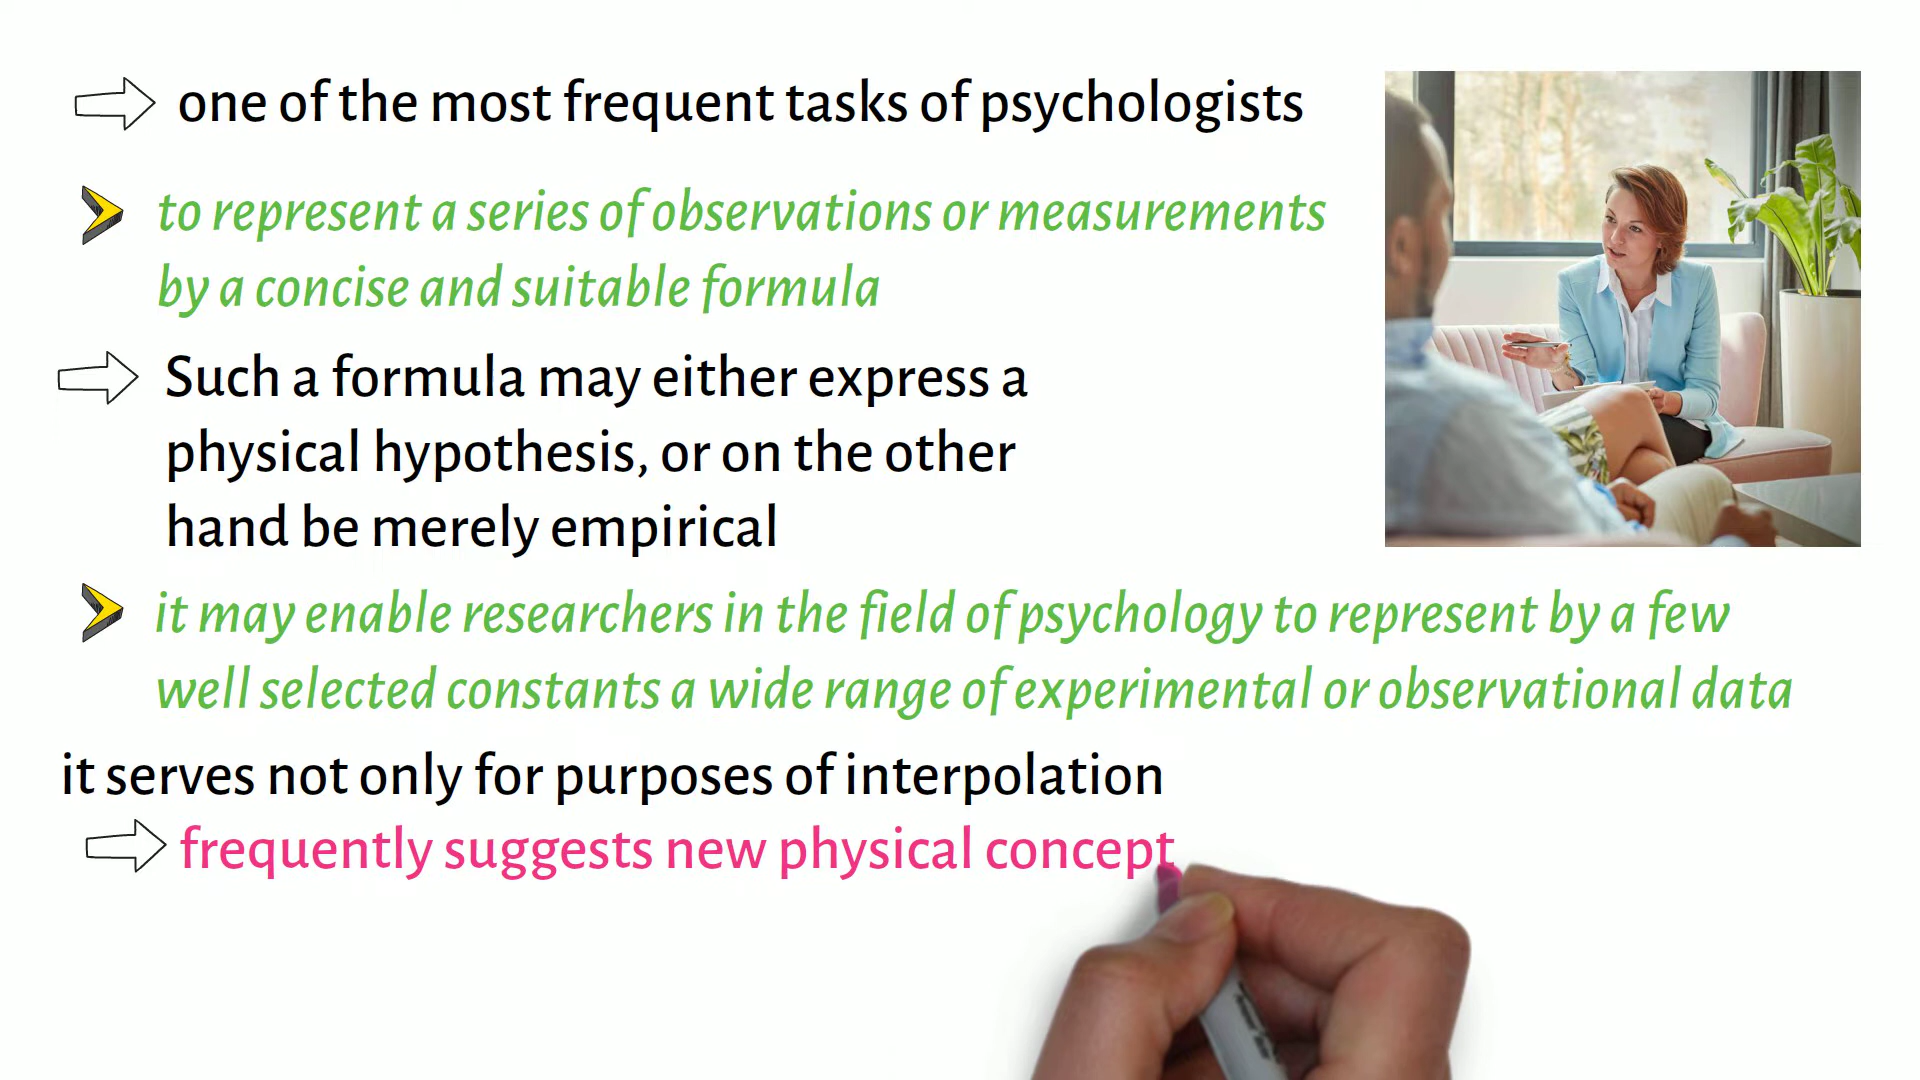 one of the most frequent tasks of psychologists
to represent a series of observations or measurements
by a concise and suitable formula
Such a formula may either express a
physical hypothesis, or on the other
hand be merely empirical
it may enable researchers in the field of psychology to represent by a few
well selected constants a wide range of experimental or observational data
it serves not only for purposes of interpolation
frequently suggests new physical concept